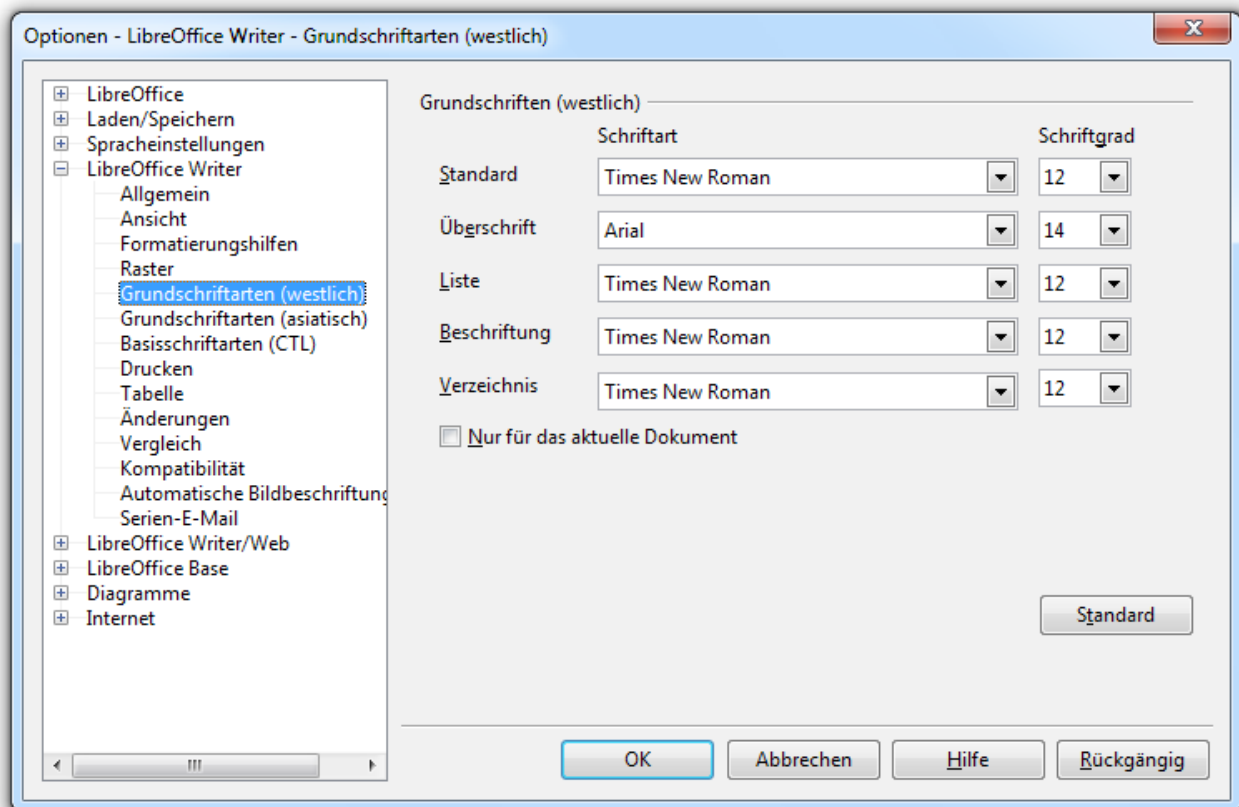 Optionen - LibreOffice Writer - Grundschriftarten (westlich)
LibreOffice
Laden/Speichern
Spracheinstellungen
LibreOffice Writer
Allgemein
Ansicht
Formatierungshilfen
Raster
Grundschriftarten (westlich)
Grundschriftarten (asiatisch)
Basisschriftarten (CTL)
Drucken
Tabelle
Änderungen
Vergleich
Kompatibilität
Automatische Bildbeschriftung
Serien-E-Mail
LibreOffice Writer/Web
LibreOffice Base
Diagramme
Internet
Grundschriften (westlich)
Schriftart Schriftgrad
Standard Times New Roman 12
Überschrift Arial 14
Liste Times New Roman 12
Beschriftung Times New Roman 12
Verzeichnis Times New Roman 12
Nur für das aktuelle Dokument
Standard
OK Abbrechen Hilfe Rückgängig